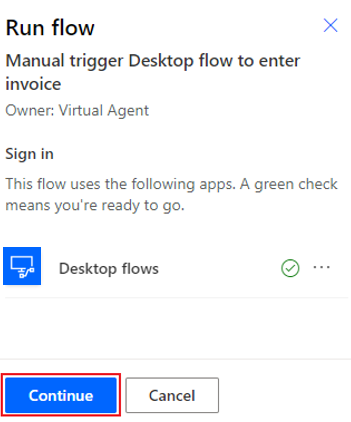 Run flow
Manual trigger Desktop flow to enter
invoice
Owner: Virtual Agent
Sign in
This flow uses the following apps. A green check
means you're ready to go.
Desktop flows
Continue
Cancel